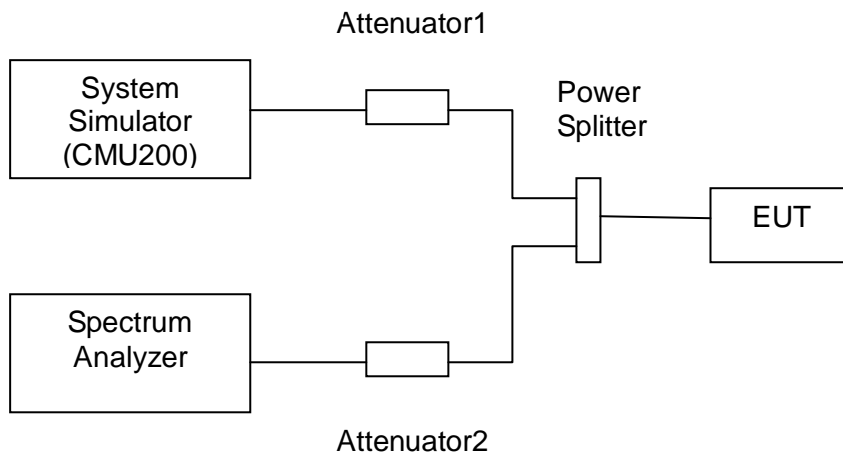 Attenuator1
System
Simulator
(CMU200)
Power
Splitter
EUT
Spectrum
Analyzer
Attenuator2